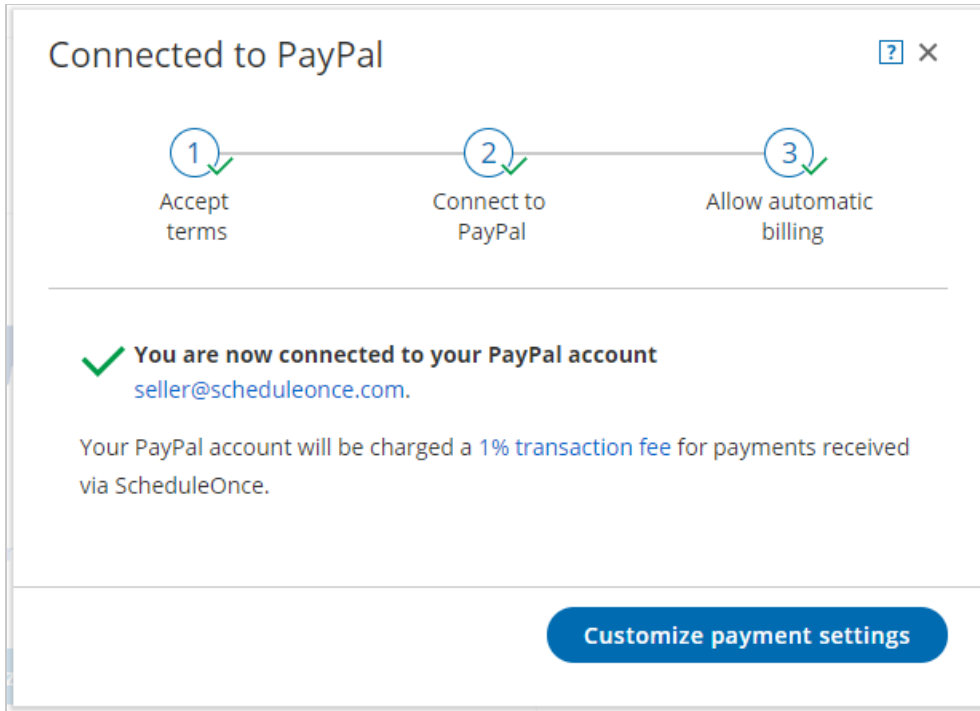 Connected to PayPal
?
1
2
3
Accept
terms
Connect to
PayPal
Allow automatic
billing
You are now connected to your PayPal account
seller@scheduleonce.com.
Your PayPal account will be charged a 1% transaction fee for payments received
via ScheduleOnce.
Customize payment settings